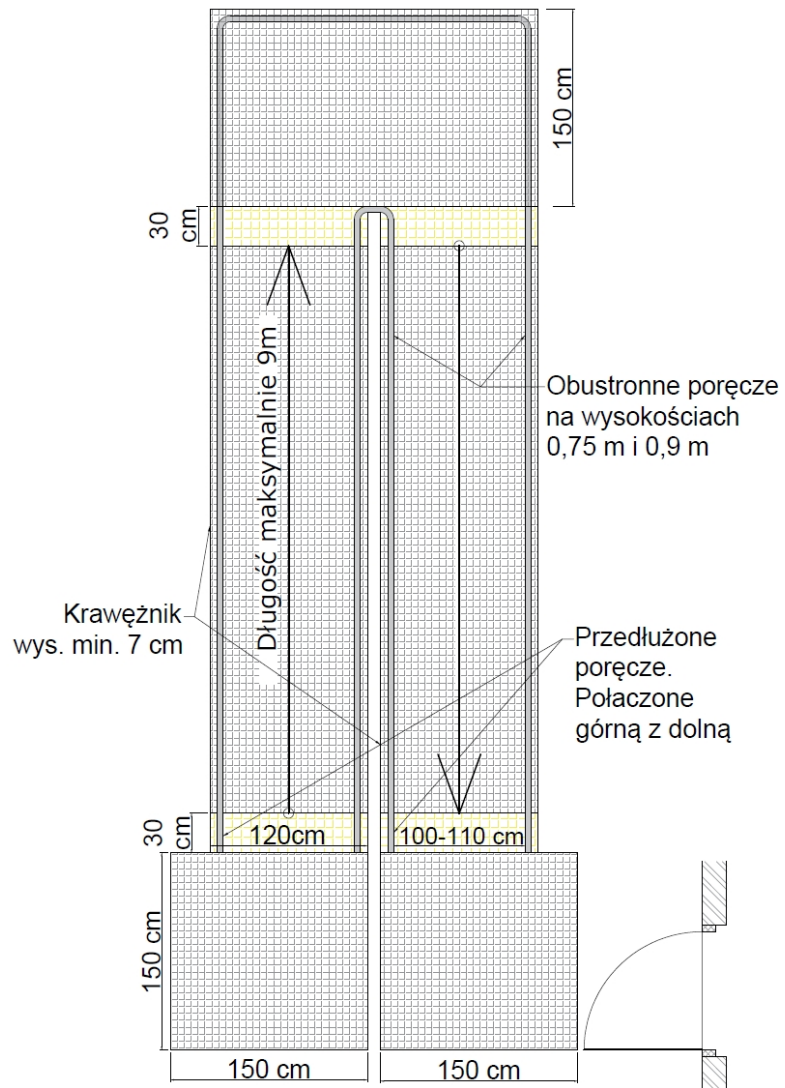 150 cm
30
cm
Długość maksymalnie 9m
Obustronne poręcze
na wysokościach
0,75 m i 0,9 m
Krawężnik
wys. min. 7 cm
Przedłużone
poręcze.
Połaczone
górną z dolną
30
cm
120cm
100-110 cm
150 cm
150 cm
150 cm